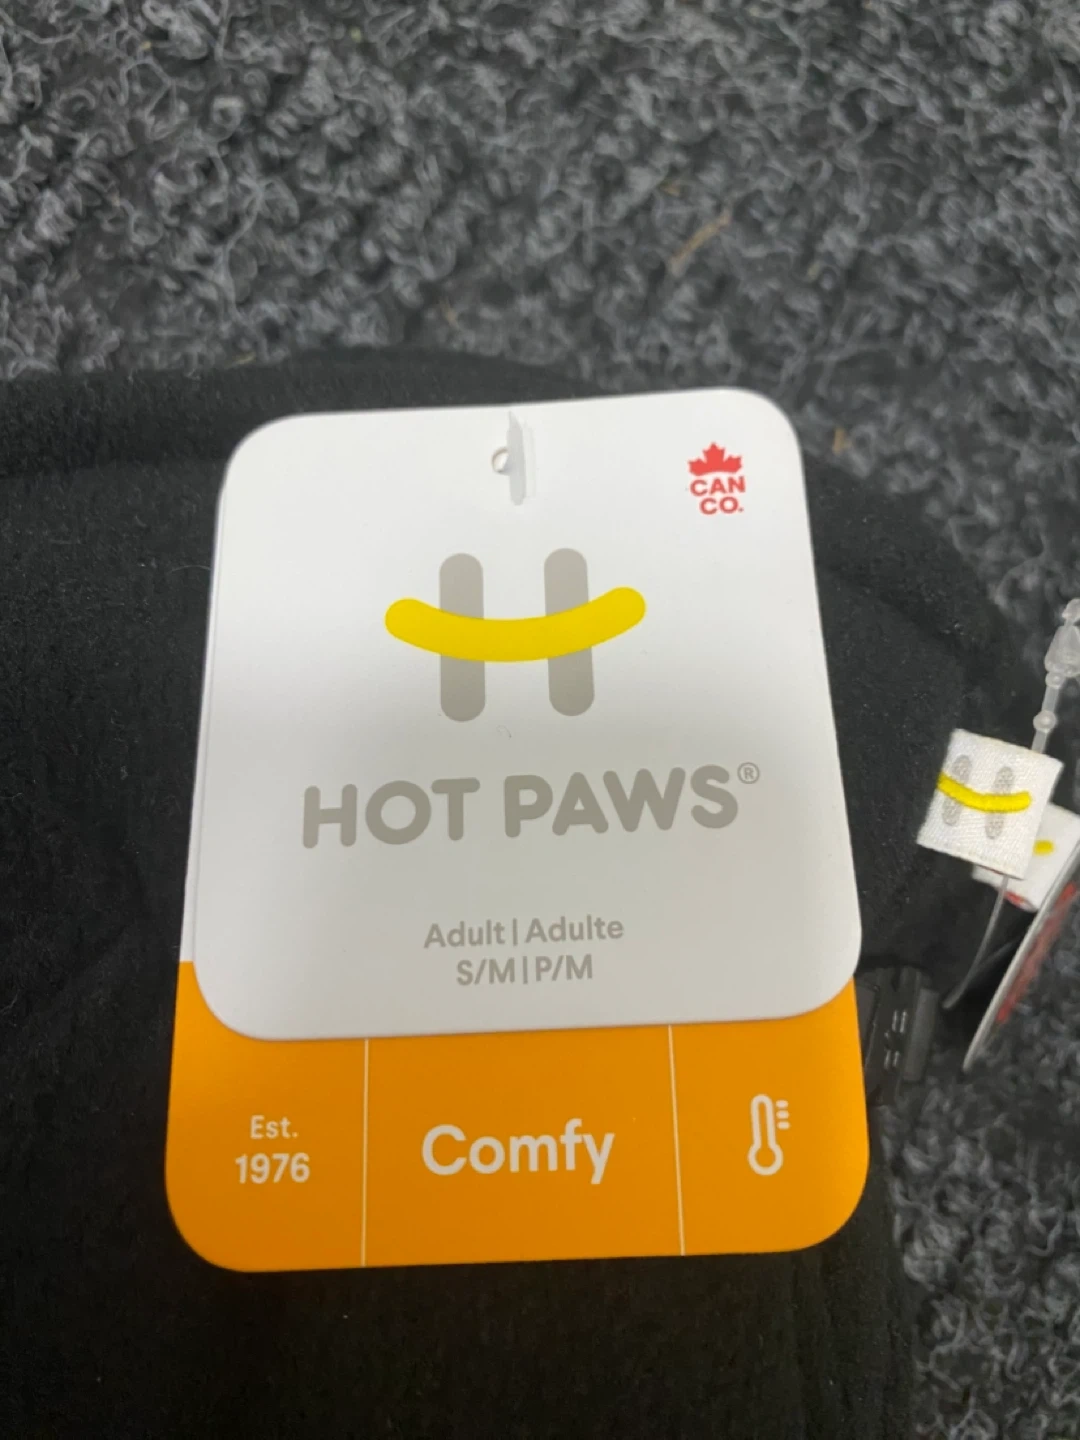 CAN
CO.
H
HOT PAWS®
Adult | Adulte
S/M | P/M
Est.
1976
Comfy
H